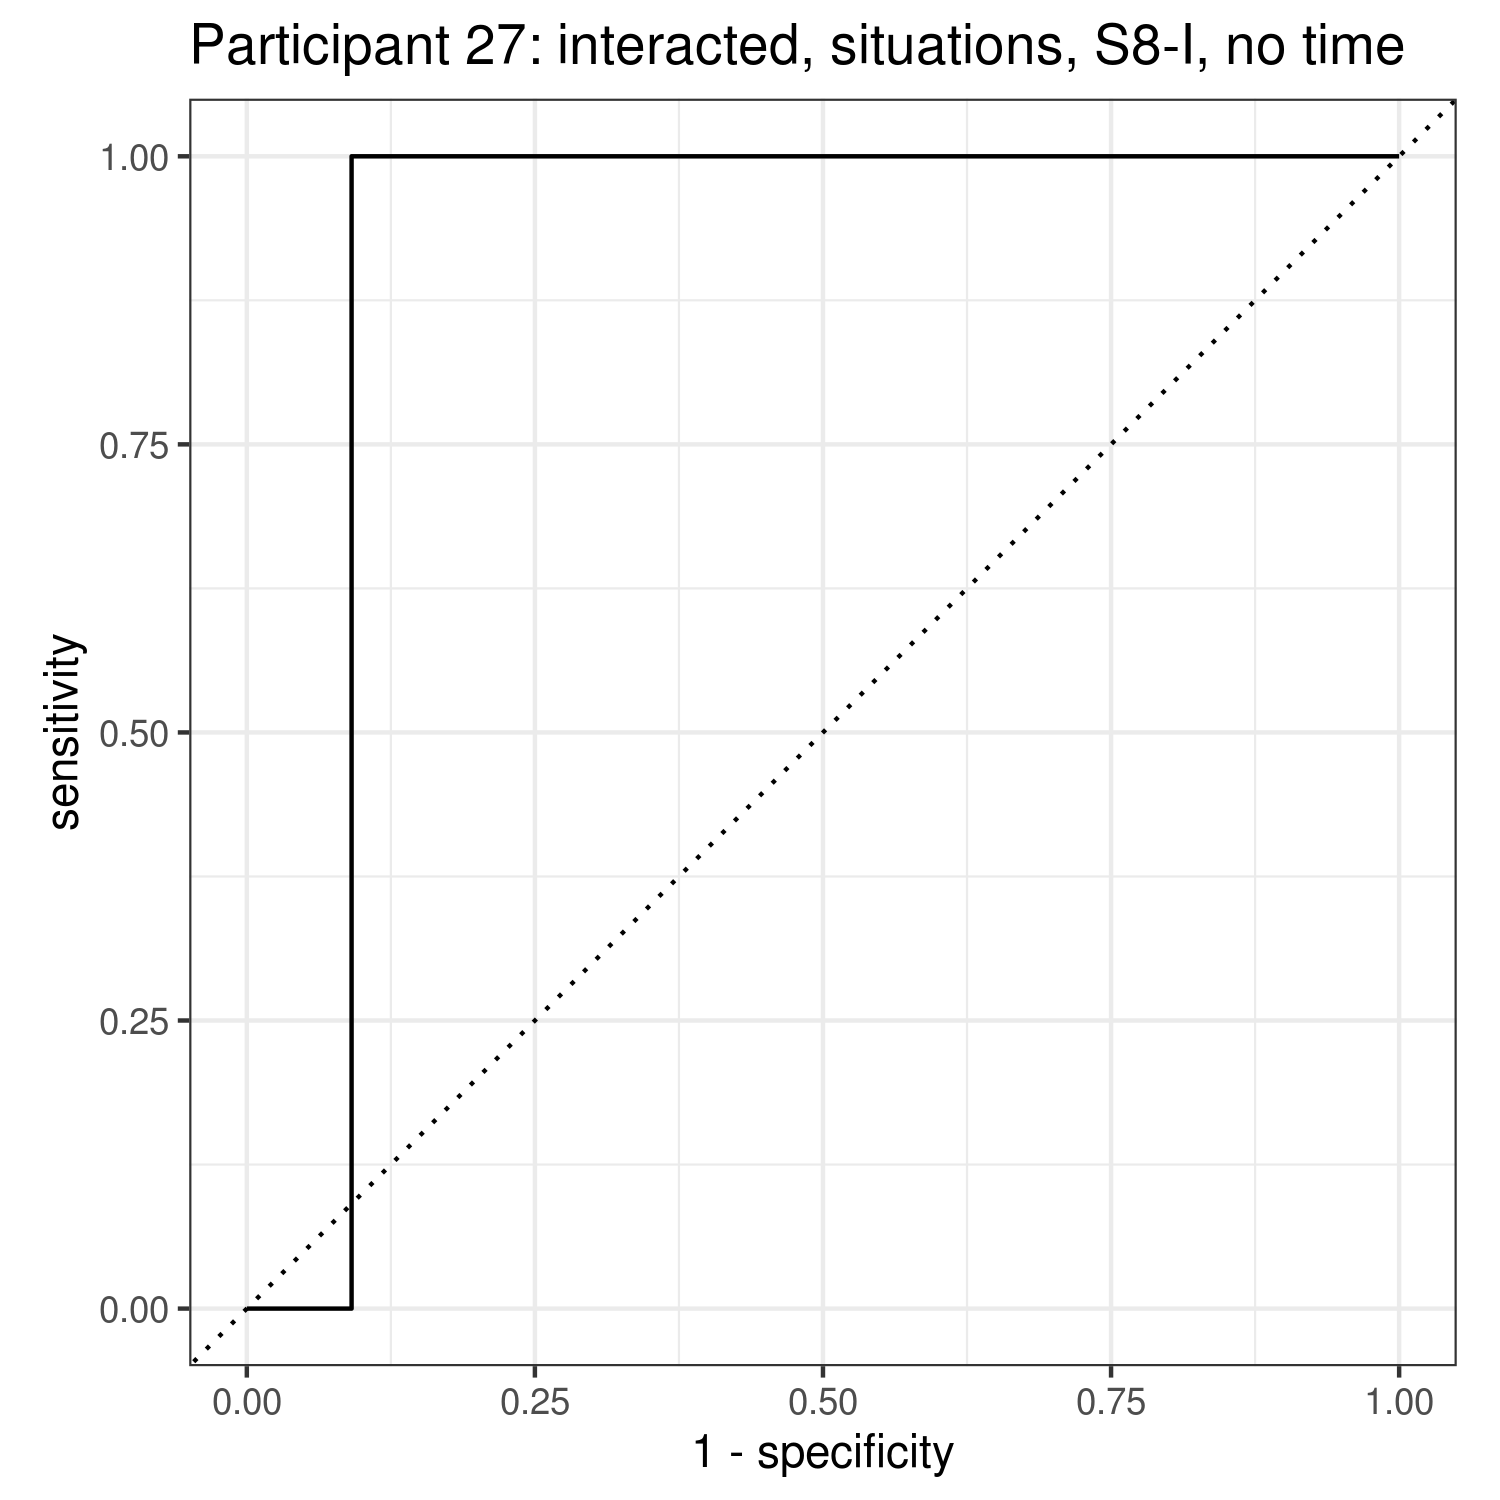 Participant 27: interacted, situations, S8-I, no time
1.00
0.75
0.50
0.25
0.00
sensitivity
0.00 0.25 0.50 0.75 1.00
1 - specificity